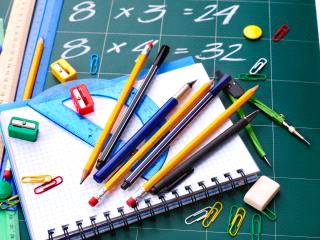 8 × 3 = 24
8 × 4 = 32